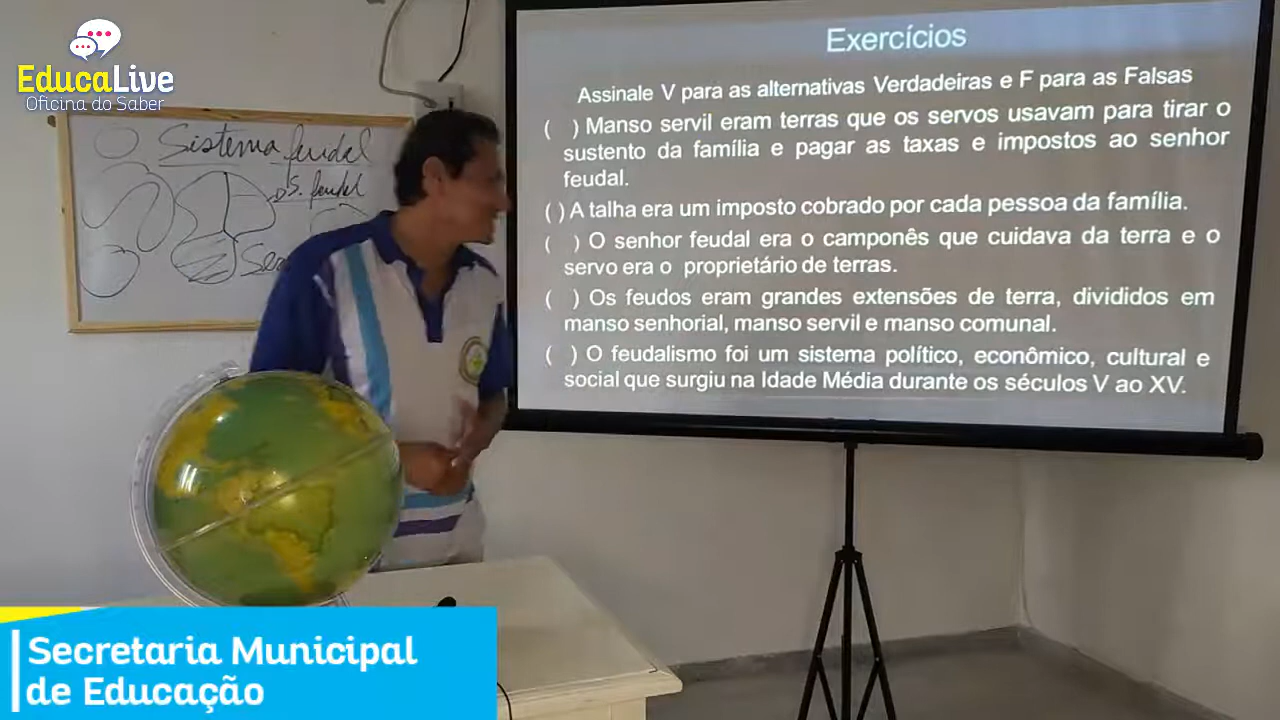 EducaLive
Oficina do Saber
Sistema feudal
S. feudal
Exercícios
Assinale V para as alternativas Verdadeiras e F para as Falsas
( ) Manso servil eram terras que os servos usavam para tirar o
sustento da família e pagar as taxas e impostos ao senhor
feudal.
( ) A talha era um imposto cobrado por cada pessoa da família.
( ) O senhor feudal era o camponês que cuidava da terra e o
servo era o proprietário de terras.
( ) Os feudos eram grandes extensões de terra, divididos em
manso senhorial, manso servil e manso comunal.
( ) O feudalismo foi um sistema político, econômico, cultural e
social que surgiu na Idade Média durante os séculos V ao XV.
Secretaria Municipal
de Educação